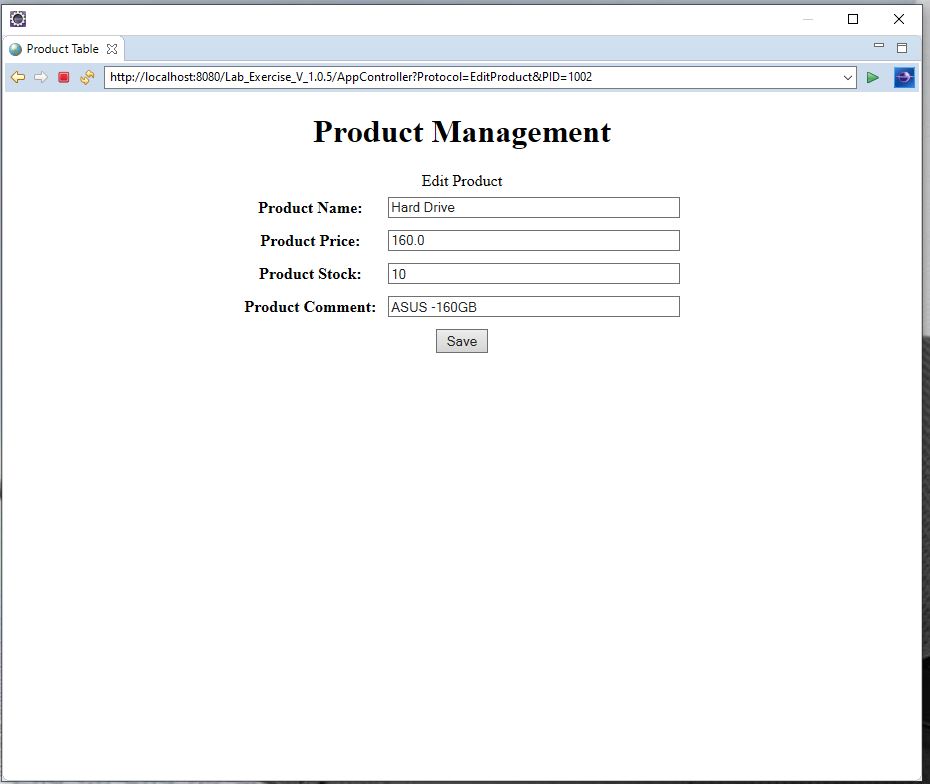 Product Table
http://localhost:8080/Lab_Exercise_V_1.0.5/AppController?Protocol=EditProduct&PID=1002
Product Management
Edit Product
Product Name: Hard Drive
Product Price: 160.0
Product Stock: 10
Product Comment: ASUS -160GB
Save